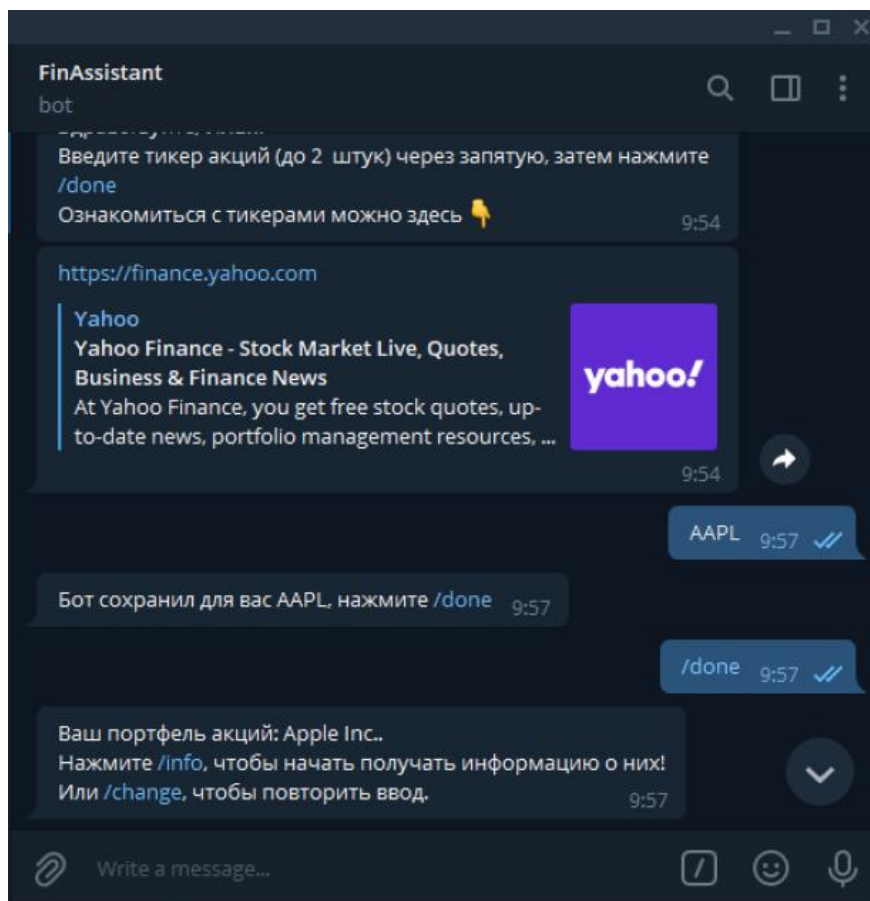 FinAssistant
bot
Введите тикер акций (до 2 штук) через запятую, затем нажмите
/done
Ознакомиться с тикерами можно здесь 👇
9:54
https://finance.yahoo.com
Yahoo
Yahoo Finance - Stock Market Live, Quotes,
Business & Finance News
At Yahoo Finance, you get free stock quotes, up-
to-date news, portfolio management resources, ...
yahoo!
9:54
AAPL 9:57
Бот сохранил для вас AAPL, нажмите /done 9:57
/done 9:57
Ваш портфель акций: Apple Inc..
Нажмите /info, чтобы начать получать информацию о них!
Или /change, чтобы повторить ввод.
9:57
Write a message...